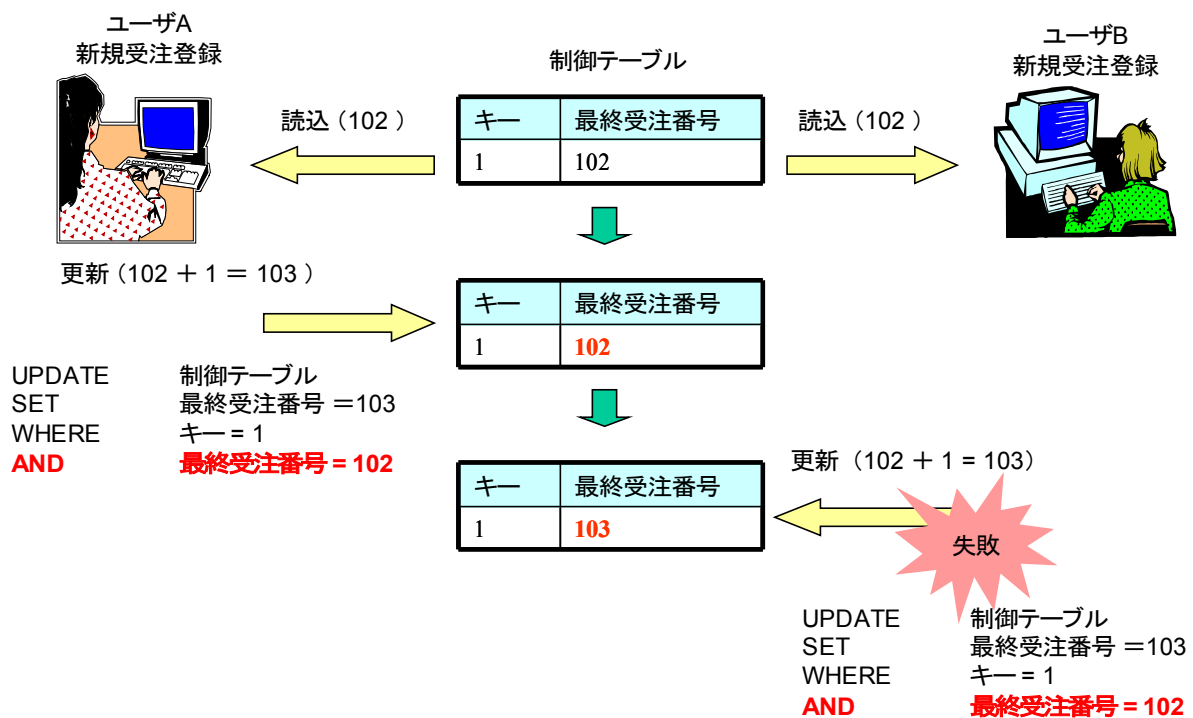 ユーザA
新規受注登録
制御テーブル
ユーザB
新規受注登録
読込（102 ）
キー 最終受注番号
1 102
読込（102 ）
更新（102 ＋ 1 ＝ 103 ）
キー 最終受注番号
1 102
UPDATE 制御テーブル
SET 最終受注番号 ＝103
WHERE キー = 1
AND 最終受注番号 = 102
キー 最終受注番号
1 103
更新 （102 ＋ 1 = 103）
失敗
UPDATE 制御テーブル
SET 最終受注番号 ＝103
WHERE キー = 1
AND 最終受注番号 = 102